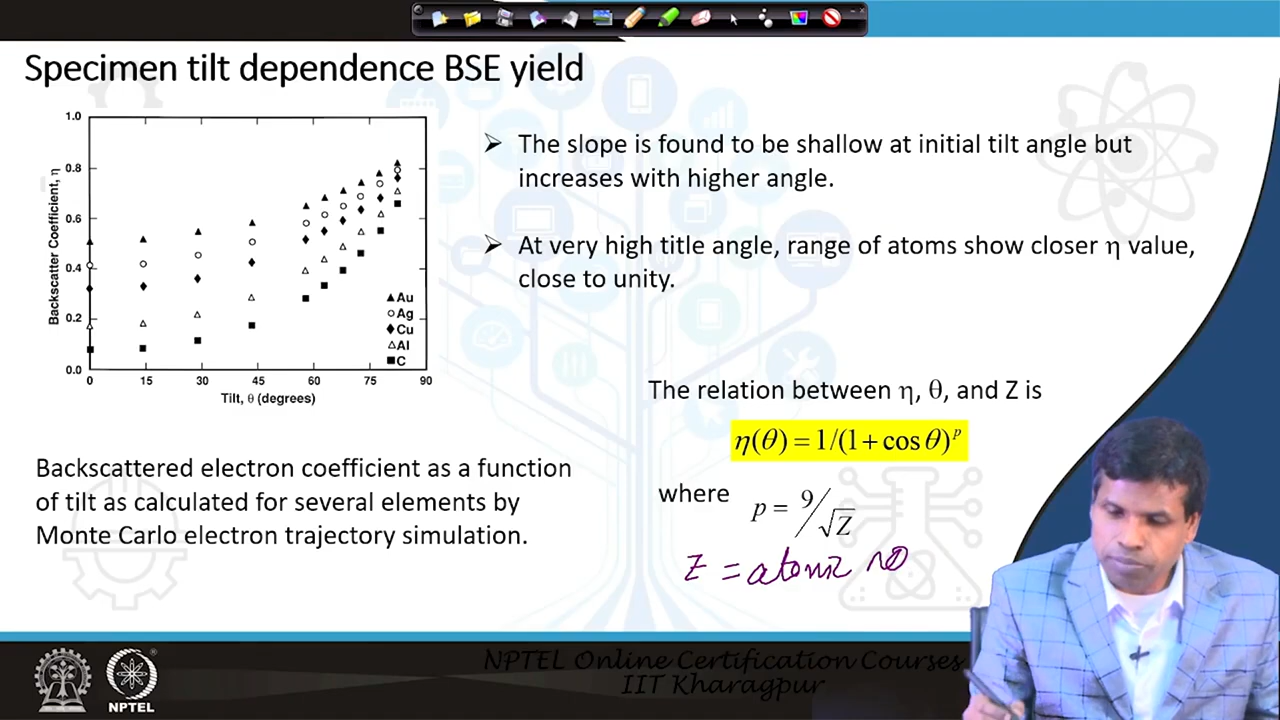 Specimen tilt dependence BSE yield
1.0
0.8
0.6
0.4
0.2
0.0
Backscatter Coefficient, η
▲ Au
○ Ag
◆ Cu
△ Al
■ C
0 15 30 45 60 75 90
Tilt, θ (degrees)
➢ The slope is found to be shallow at initial tilt angle but
increases with higher angle.
➢ At very high title angle, range of atoms show closer η value,
close to unity.
The relation between η, θ, and Z is
η(θ) = 1/(1 + cos θ)^p
where p = 9/√Z
Z = atomic no
Backscattered electron coefficient as a function
of tilt as calculated for several elements by
Monte Carlo electron trajectory simulation.
NPTEL
NPTEL Online Certification Courses
IIT Kharagpur